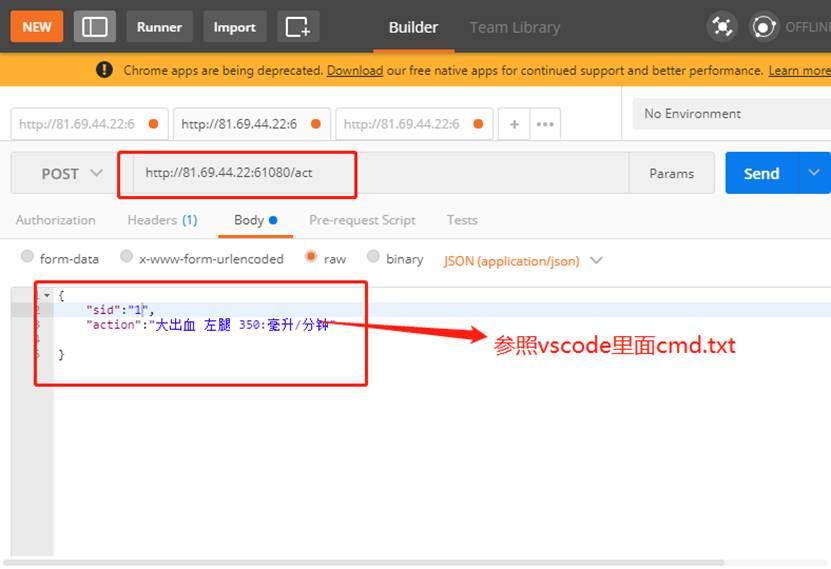 NEW Runner Import Builder Team Library OFFLIN
Chrome apps are being deprecated. Download our free native apps for continued support and better performance. Learn more
http://81.69.44.22:6 http://81.69.44.22:6 http://81.69.44.22:6 + ••• No Environment
POST http://81.69.44.22:61080/act Params Send
Authorization Headers (1) Body Pre-request Script Tests
form-data x-www-form-urlencoded raw binary JSON (application/json)
{
2 "sid":"1",
"action":"大出血 左腿 350:毫升/分钟"
}
参照vscode里面cmd.txt